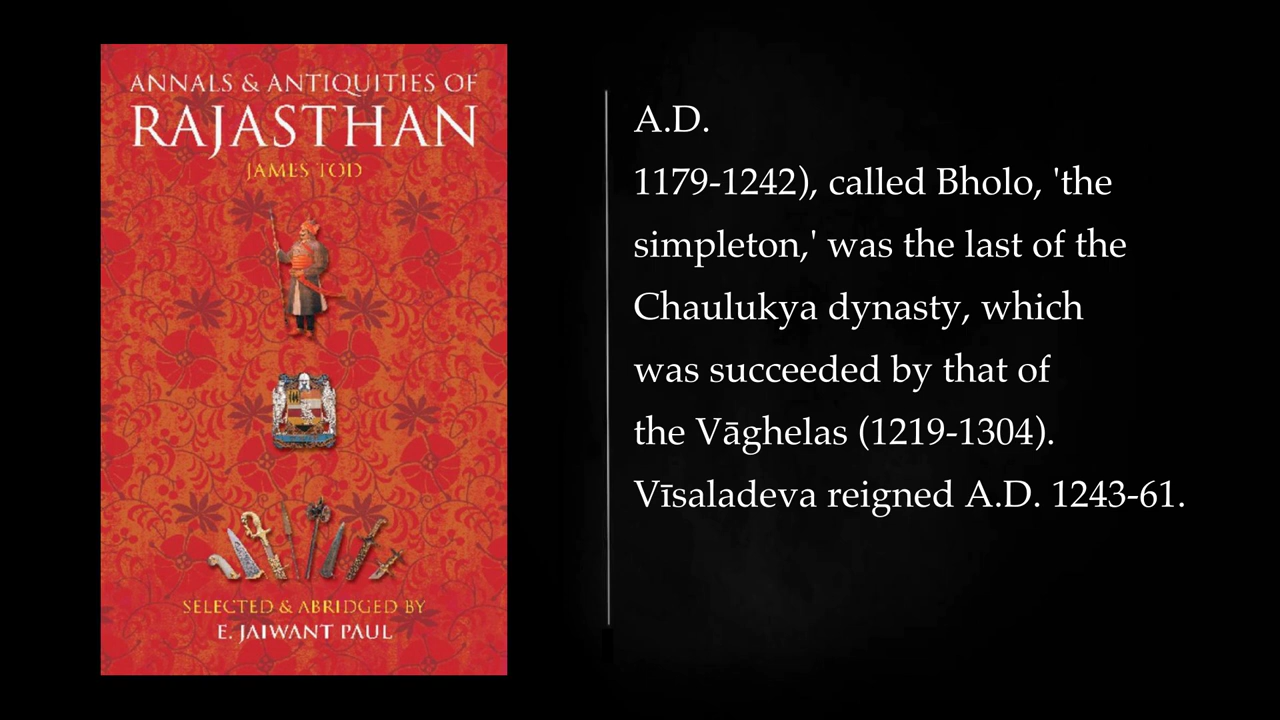 ANNALS & ANTIQUITIES OF
RAJASTHAN
JAMES TOD
SELECTED & ABRIDGED BY
E. JAIWANT PAUL
A.D.
1179-1242), called Bholo, 'the
simpleton,' was the last of the
Chaulukya dynasty, which
was succeeded by that of
the Vāghelas (1219-1304).
Vīsaladeva reigned A.D. 1243-61.